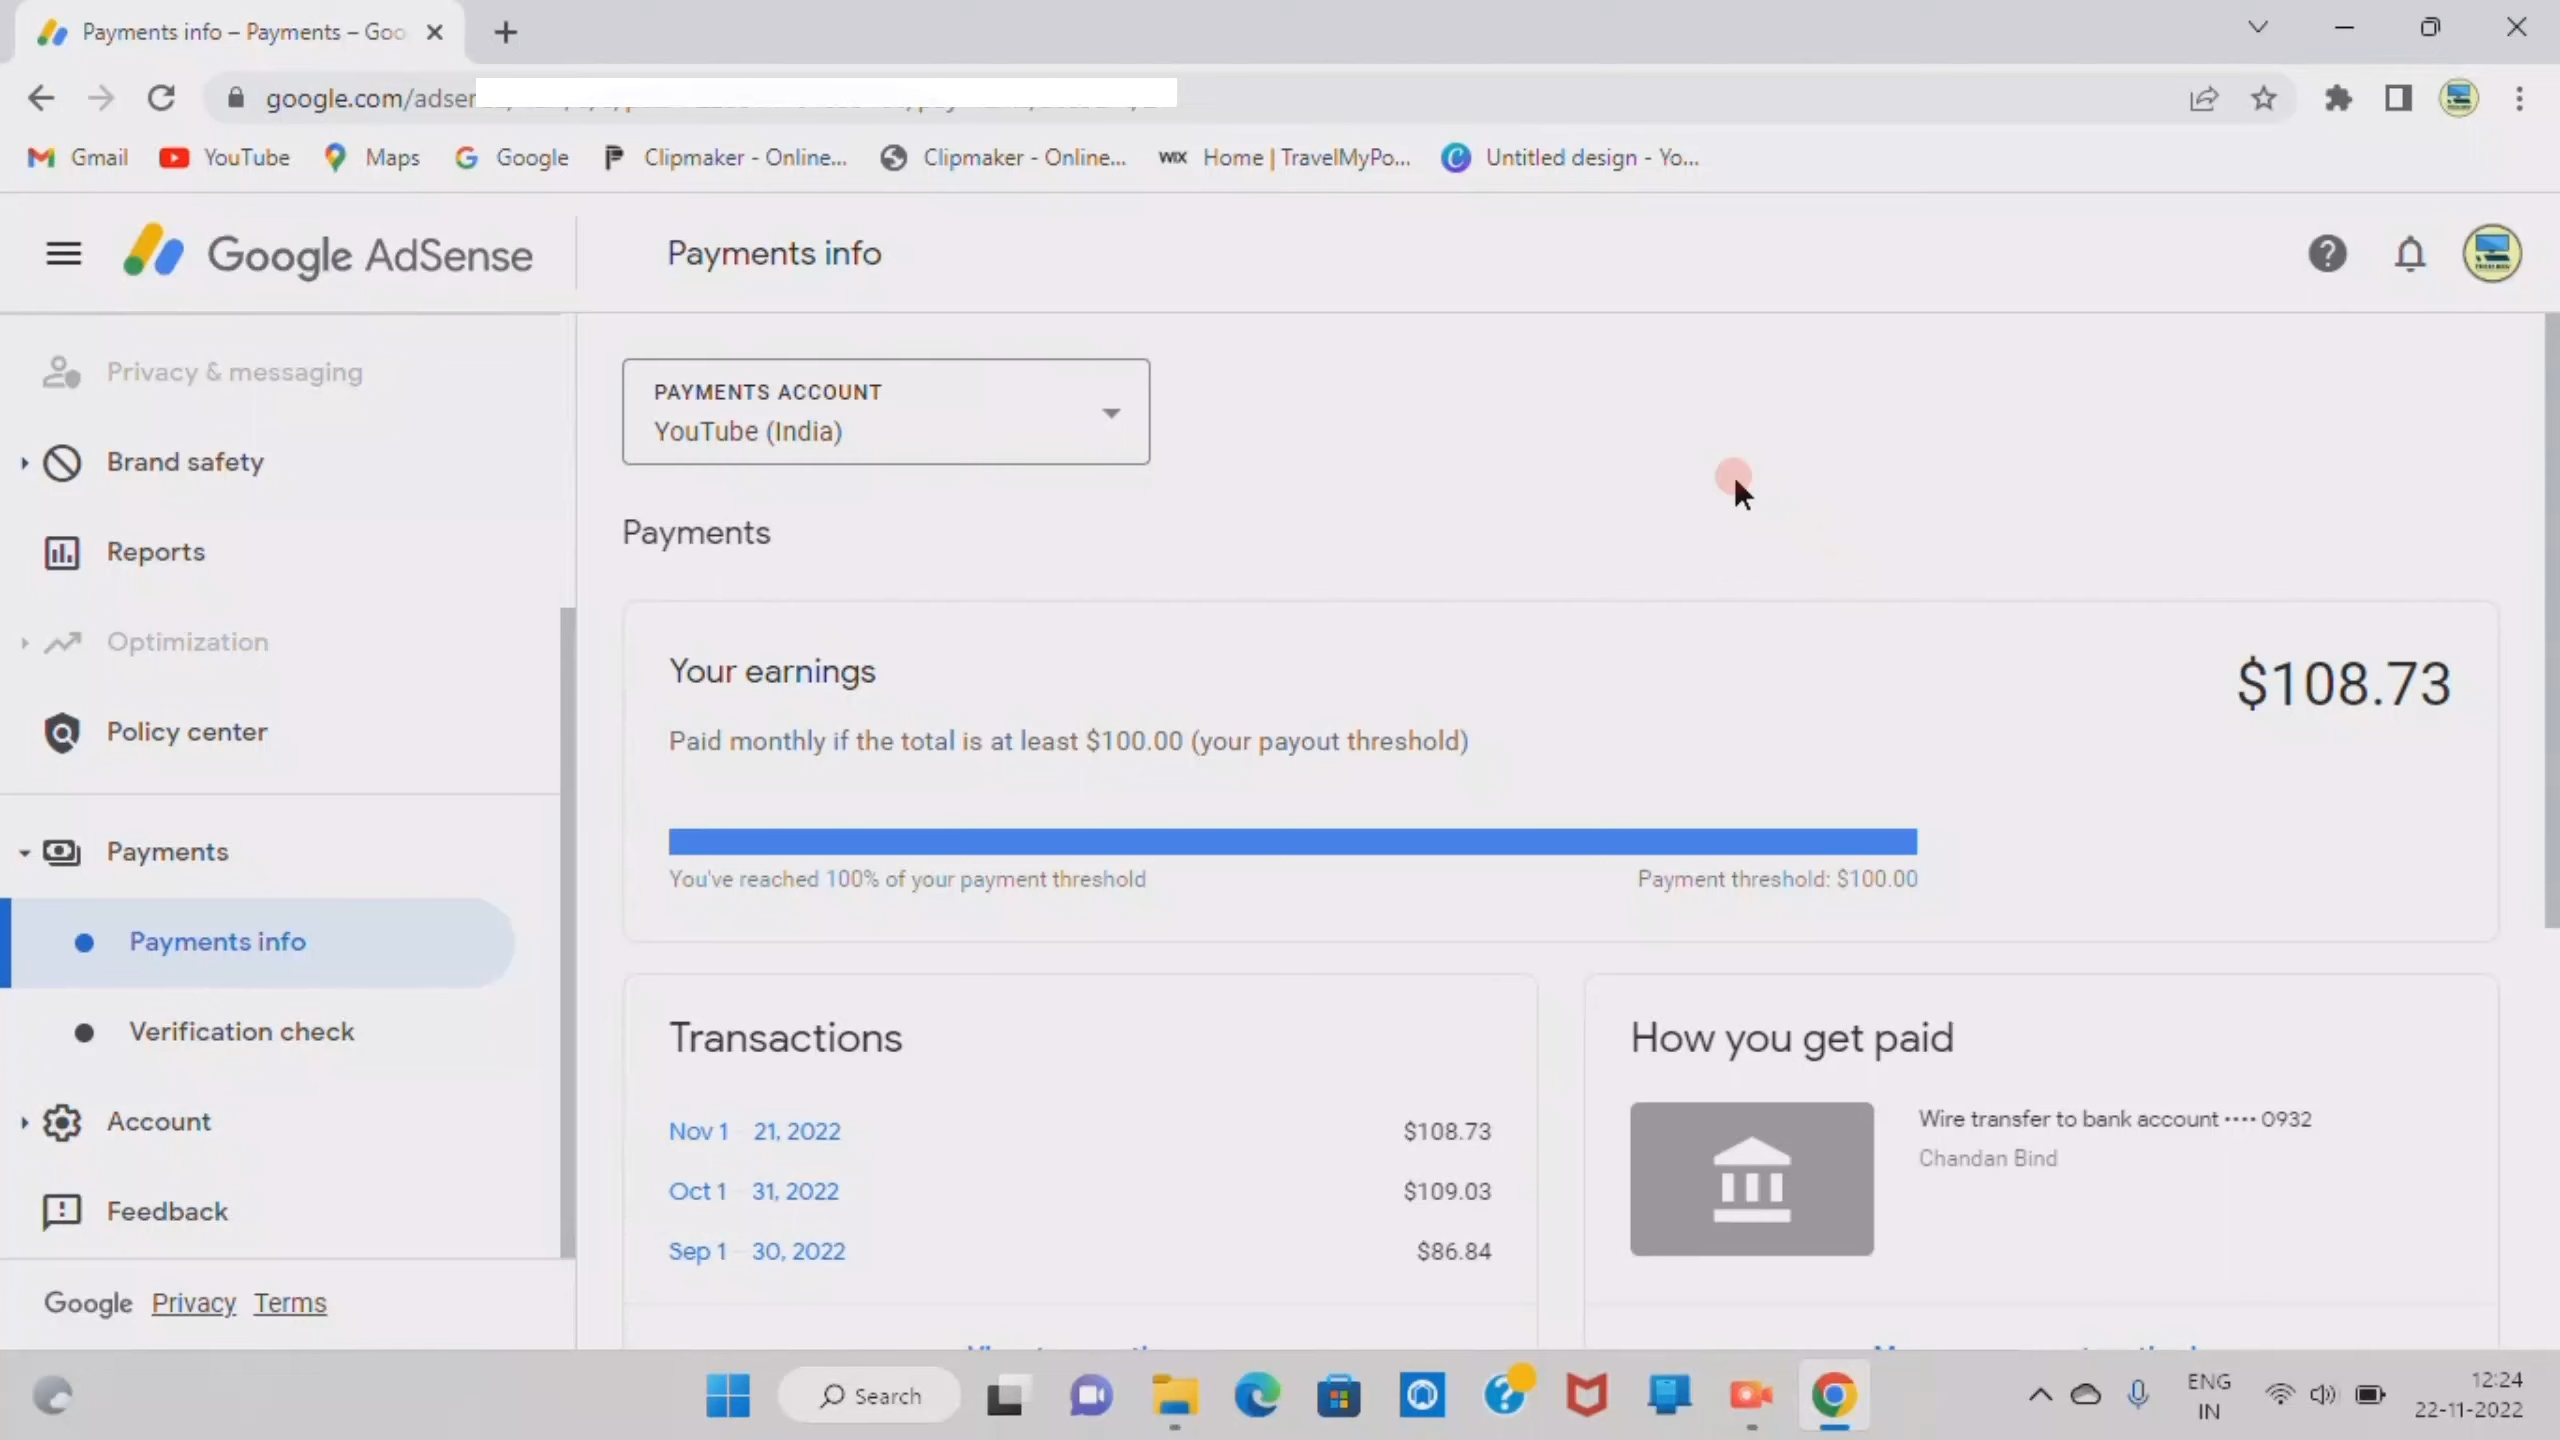 Payments info – Payments – Goo
google.com/adser
Gmail
YouTube
Maps
Google
Clipmaker - Online...
Clipmaker - Online...
WIX
Home | TravelMyPo...
Untitled design - Yo...
Google AdSense
Payments info
Privacy & messaging
Brand safety
Reports
Optimization
Policy center
Payments
Payments info
Verification check
Account
Feedback
Google Privacy Terms
PAYMENTS ACCOUNT
YouTube (India)
Payments
Your earnings
$108.73
Paid monthly if the total is at least $100.00 (your payout threshold)
You've reached 100% of your payment threshold
Payment threshold: $100.00
Transactions
Nov 1 21, 2022 $108.73
Oct 1 31, 2022 $109.03
Sep 1 – 30, 2022 $86.84
How you get paid
Wire transfer to bank account •••• 0932
Chandan Bind
Search
ENG
IN
12:24
22-11-2022